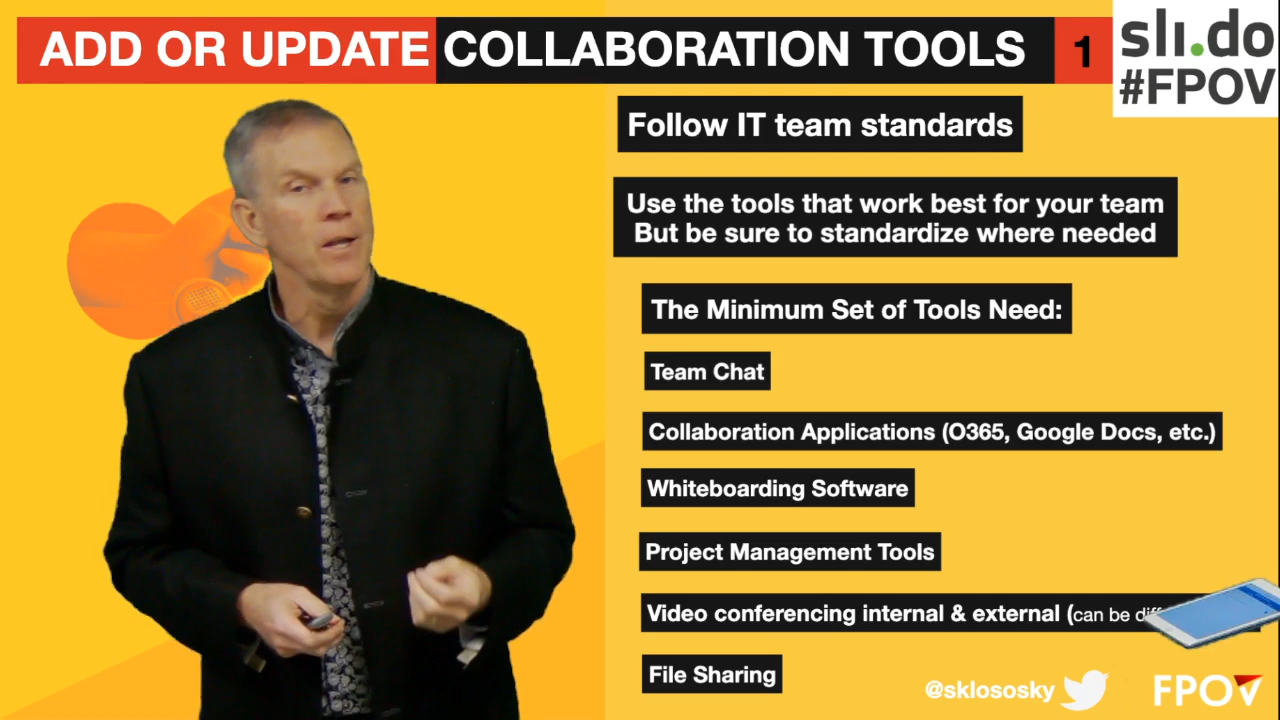 ADD OR UPDATE COLLABORATION TOOLS 1
sli.do
#FPOV
Follow IT team standards
Use the tools that work best for your team
But be sure to standardize where needed
The Minimum Set of Tools Need:
Team Chat
Collaboration Applications (O365, Google Docs, etc.)
Whiteboarding Software
Project Management Tools
Video conferencing internal & external (can be
File Sharing
@sklososky
FPOV